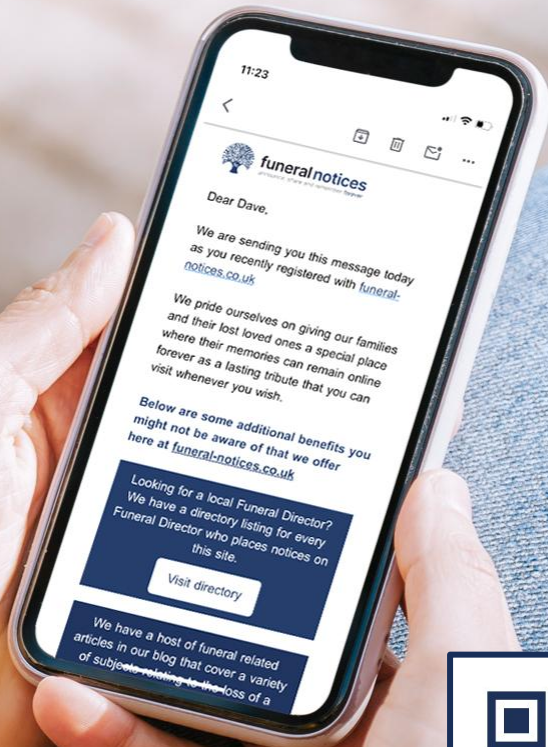 11:23
funeral notices
announce, share and remember forever
Dear Dave,
We are sending you this message today
as you recently registered with funeral-
notices.co.uk
We pride ourselves on giving our families
and their lost loved ones a special place
where their memories can remain online
forever as a lasting tribute that you can
visit whenever you wish.
Below are some additional benefits you
might not be aware of that we offer
here at funeral-notices.co.uk
Looking for a local Funeral Director?
We have a directory listing for every
Funeral Director who places notices on
this site.
Visit directory
We have a host of funeral related
articles in our blog that cover a variety
of subjects relating to the loss of a